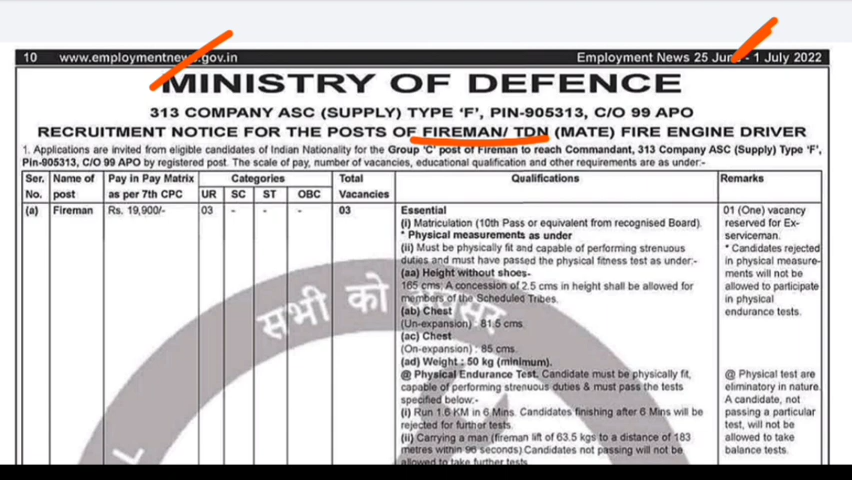 10 www.employmentnews.gov.in Employment News 25 June - 1 July 2022
MINISTRY OF DEFENCE
313 COMPANY ASC (SUPPLY) TYPE ‘F’, PIN-905313, C/O 99 APO
RECRUITMENT NOTICE FOR THE POSTS OF FIREMAN/ TDN (MATE) FIRE ENGINE DRIVER
1. Applications are invited from eligible candidates of Indian Nationality for the Group ‘C’ post of Fireman to reach Commandant, 313 Company ASC (Supply) Type ‘F’,
Pin-905313, C/O 99 APO by registered post. The scale of pay, number of vacancies, educational qualification and other requirements are as under:-
Ser. No.
Name of post
Pay in Pay Matrix as per 7th CPC
Categories
UR SC ST OBC
Total Vacancies
Qualifications
Remarks
(a) Fireman Rs. 19,900/- 03 - - - 03
Essential
(i) Matriculation (10th Pass or equivalent from recognised Board).
* Physical measurements as under
(ii) Must be physically fit and capable of performing strenuous
duties and must have passed the physical fitness test as under:-
(aa) Height without shoes-
165 cms. A concession of 2.5 cms in height shall be allowed for
members of the Scheduled Tribes.
(ab) Chest
(Un-expansion) : 81.5 cms.
(ac) Chest
(On-expansion) : 85 cms.
(ad) Weight : 50 kg (minimum).
@ Physical Endurance Test. Candidate must be physically fit,
capable of performing strenuous duties & must pass the tests
specified below:-
(i) Run 1.6 KM in 6 Mins. Candidates finishing after 6 Mins will be
rejected for further tests.
(ii) Carrying a man (fireman lift of 63.5 kgs to a distance of 183
metres within 96 seconds) Candidates not passing will not be
allowed to take further tests.
01 (One) vacancy
reserved for Ex-
serviceman.
* Candidates rejected
in physical measure-
ments will not be
allowed to participate
in physical
endurance tests.
@ Physical test are
eliminatory in nature.
A candidate, not
passing a particular
test, will not be
allowed to take
balance tests.
सभी को अवसर